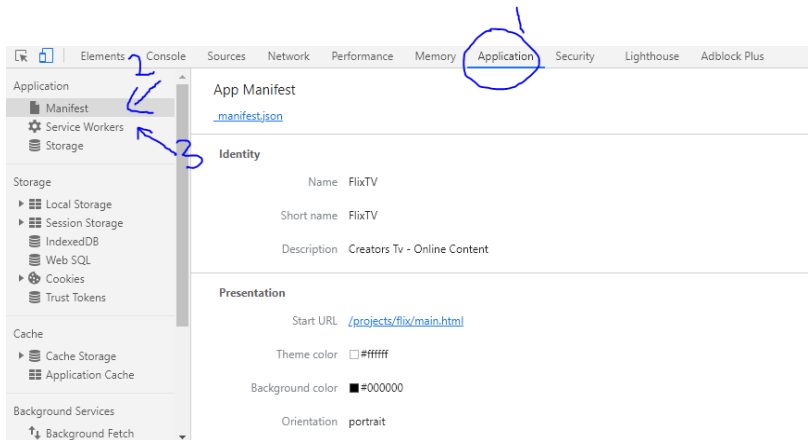 1
Elements Console Sources Network Performance Memory Application Security Lighthouse Adblock Plus
2
Application
Manifest
Service Workers
Storage
3
Storage
Local Storage
Session Storage
IndexedDB
Web SQL
Cookies
Trust Tokens
Cache
Cache Storage
Application Cache
Background Services
Background Fetch
App Manifest
_manifest.json
Identity
Name FlixTV
Short name FlixTV
Description Creators Tv - Online Content
Presentation
Start URL /projects/flix/main.html
Theme color #ffffff
Background color #000000
Orientation portrait